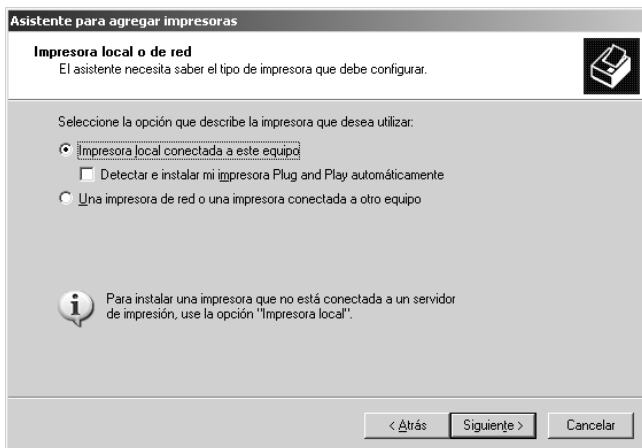 Asistente para agregar impresoras
Impresora local o de red
El asistente necesita saber el tipo de impresora que debe configurar.
Seleccione la opción que describe la impresora que desea utilizar:
Impresora local conectada a este equipo
Detectar e instalar mi impresora Plug and Play automáticamente
Una impresora de red o una impresora conectada a otro equipo
Para instalar una impresora que no está conectada a un servidor
de impresión, use la opción "Impresora local".
< Atrás Siguiente > Cancelar